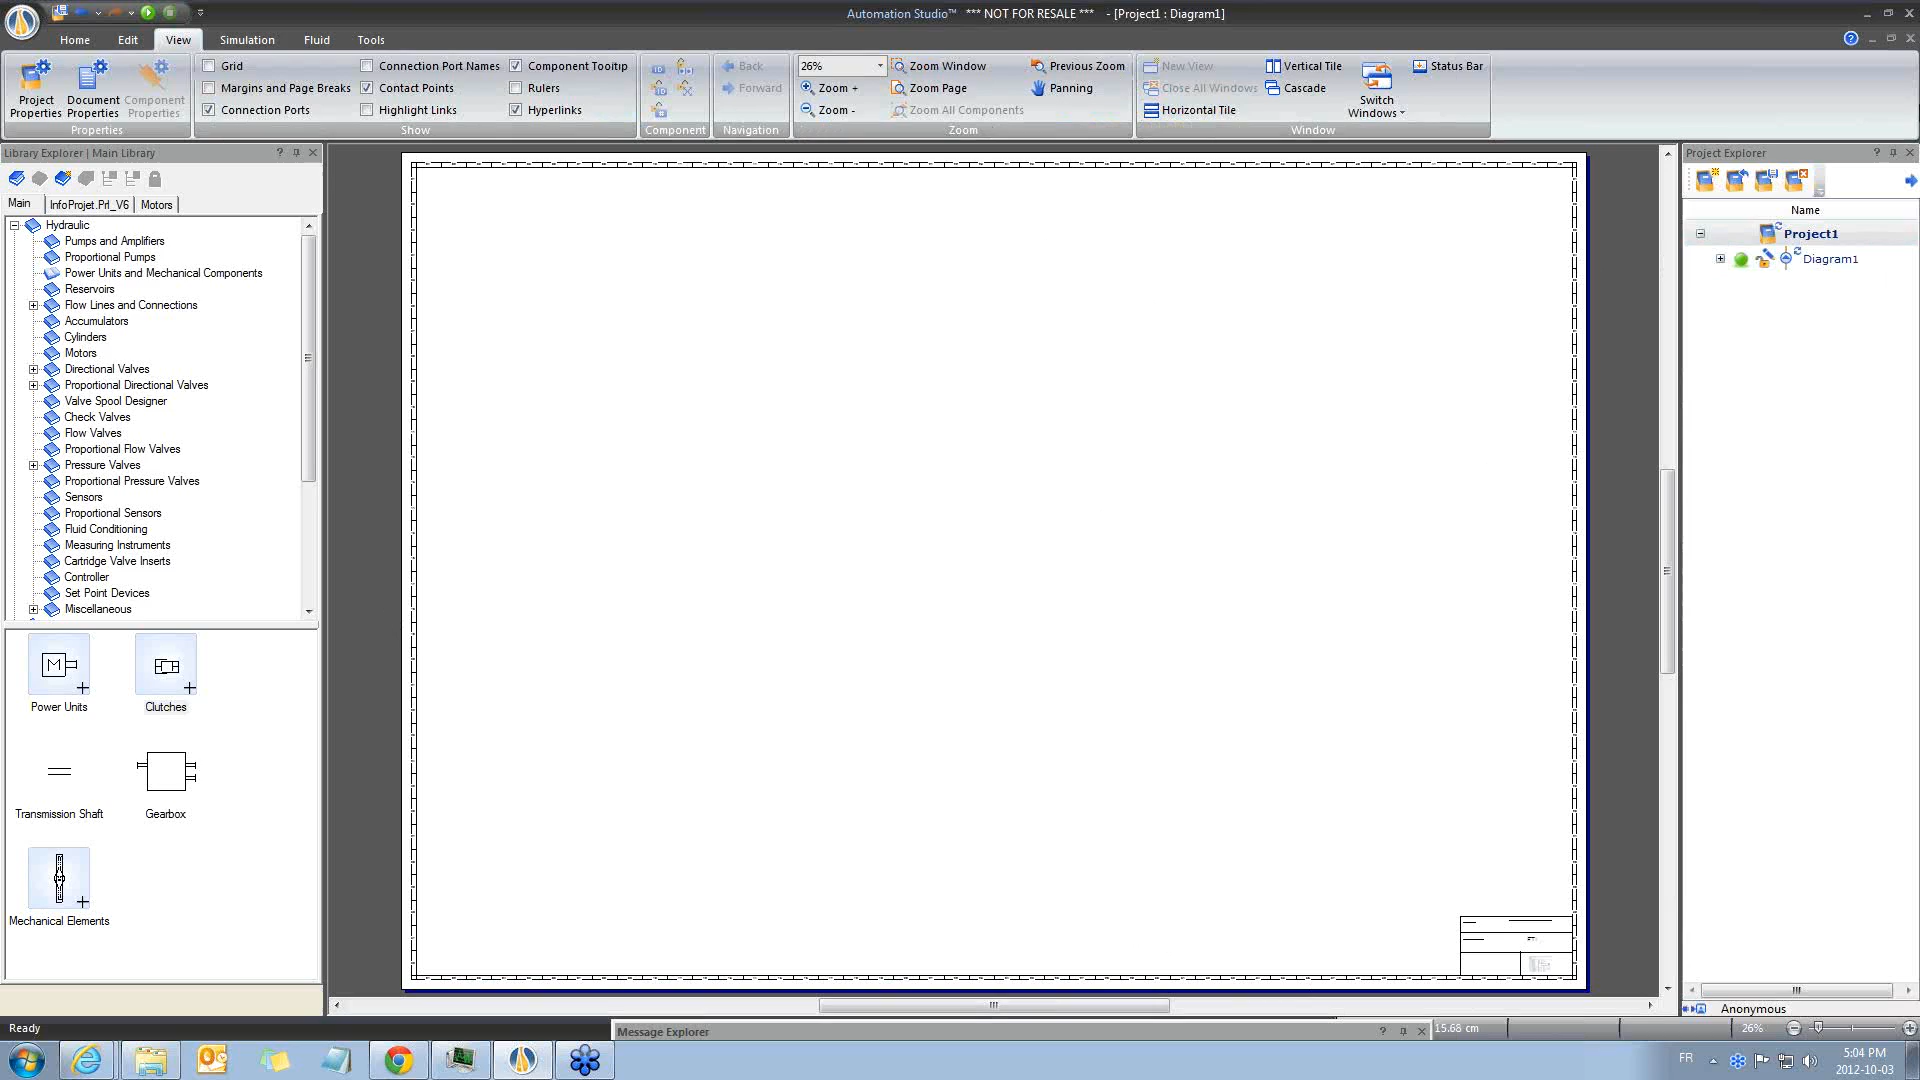 Automation Studio™ *** NOT FOR RESALE *** - [Project1 : Diagram1]
Home Edit View Simulation Fluid Tools
Project Properties
Document Properties
Component Properties
Properties
Grid
Margins and Page Breaks
Connection Ports
Connection Port Names
Contact Points
Highlight Links
Component Tooltip
Rulers
Hyperlinks
Show
Component
Back
Forward
Navigation
26%
Zoom +
Zoom -
Zoom Window
Zoom Page
Zoom All Components
Previous Zoom
Panning
Zoom
New View
Close All Windows
Horizontal Tile
Vertical Tile
Cascade
Switch Windows
Status Bar
Window
Library Explorer | Main Library
Main InfoProjet.Prl_V6 Motors
Hydraulic
Pumps and Amplifiers
Proportional Pumps
Power Units and Mechanical Components
Reservoirs
Flow Lines and Connections
Accumulators
Cylinders
Motors
Directional Valves
Proportional Directional Valves
Valve Spool Designer
Check Valves
Flow Valves
Proportional Flow Valves
Pressure Valves
Proportional Pressure Valves
Sensors
Proportional Sensors
Fluid Conditioning
Measuring Instruments
Cartridge Valve Inserts
Controller
Set Point Devices
Miscellaneous
M
Power Units
Clutches
Transmission Shaft
Gearbox
Mechanical Elements
Project Explorer
Name
Project1
Diagram1
Anonymous
Ready
Message Explorer
15.68 cm
26%
FR
5:04 PM
2012-10-03